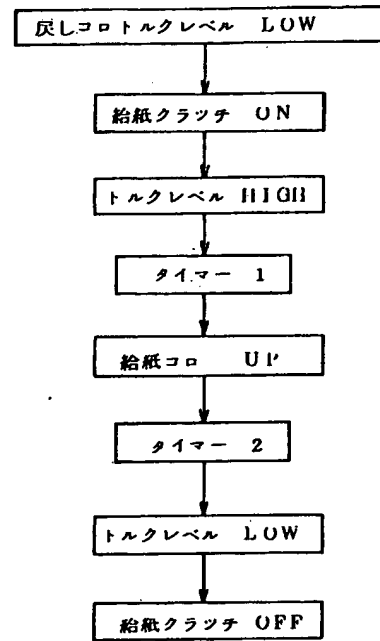 戻しコロトルクレベル LOW
給紙クラッチ ON
トルクレベル HIGH
タイマー 1
給紙コロ UP
タイマー 2
トルクレベル LOW
給紙クラッチ OFF